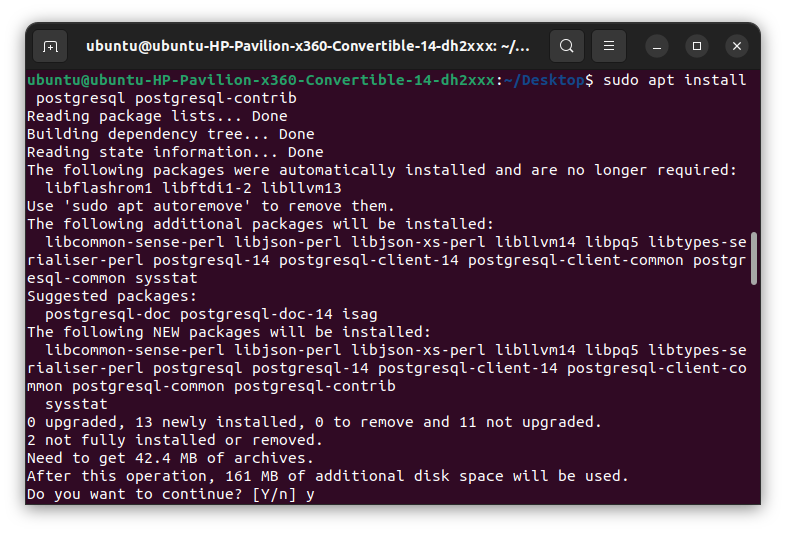 ubuntu@ubuntu-HP-Pavilion-x360-Convertible-14-dh2xxx: ~/...
ubuntu@ubuntu-HP-Pavilion-x360-Convertible-14-dh2xxx:~/Desktop$ sudo apt install
 postgresql postgresql-contrib
Reading package lists... Done
Building dependency tree... Done
Reading state information... Done
The following packages were automatically installed and are no longer required:
  libflashrom1 libftdi1-2 libllvm13
Use 'sudo apt autoremove' to remove them.
The following additional packages will be installed:
  libcommon-sense-perl libjson-perl libjson-xs-perl libllvm14 libpq5 libtypes-se
rialiser-perl postgresql-14 postgresql-client-14 postgresql-client-common postgr
esql-common sysstat
Suggested packages:
  postgresql-doc postgresql-doc-14 isag
The following NEW packages will be installed:
  libcommon-sense-perl libjson-perl libjson-xs-perl libllvm14 libpq5 libtypes-se
rialiser-perl postgresql postgresql-14 postgresql-client-14 postgresql-client-co
mmon postgresql-common postgresql-contrib
  sysstat
0 upgraded, 13 newly installed, 0 to remove and 11 not upgraded.
2 not fully installed or removed.
Need to get 42.4 MB of archives.
After this operation, 161 MB of additional disk space will be used.
Do you want to continue? [Y/n] y